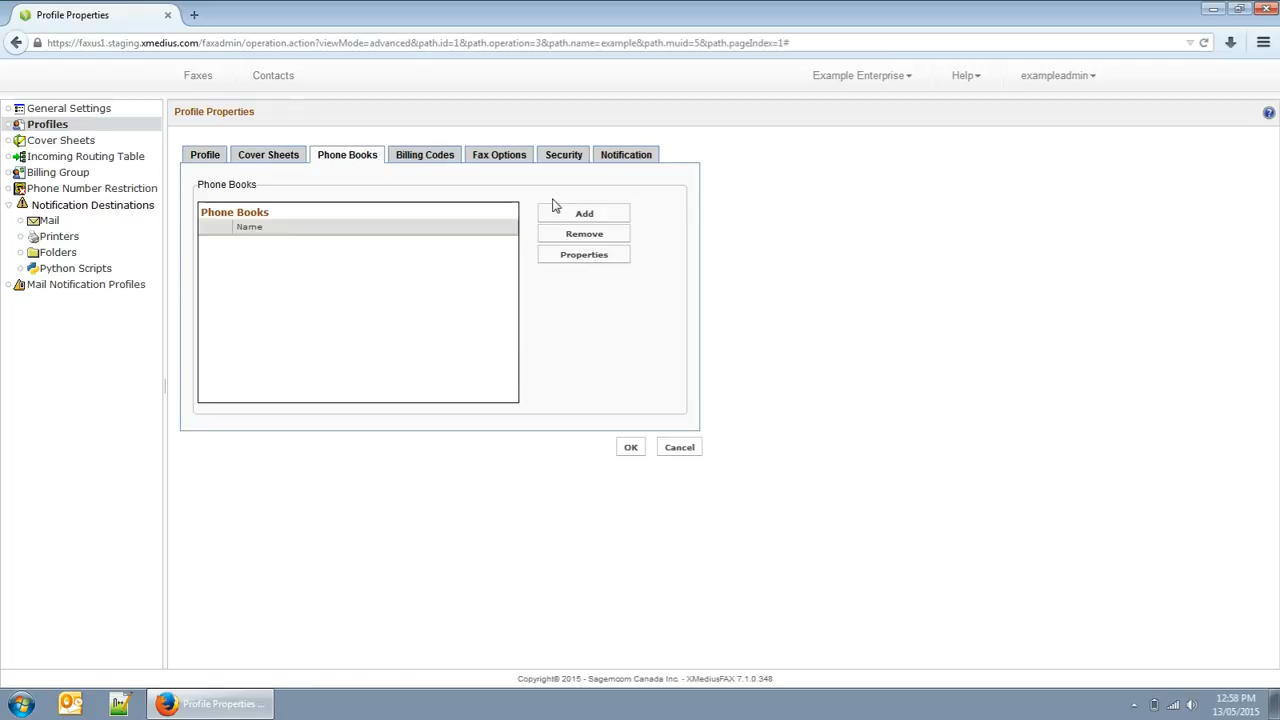 Profile Properties
https://faxus1.staging.xmedius.com/faxadmin/operation.action?viewMode=advanced&path.id=1&path.operation=3&path.name=example&path.muid=5&path.pageIndex=1#
Faxes Contacts Example Enterprise Help exampleadmin
General Settings
Profiles
Cover Sheets
Incoming Routing Table
Billing Group
Phone Number Restriction
Notification Destinations
Mail
Printers
Folders
Python Scripts
Mail Notification Profiles
Profile Properties
Profile Cover Sheets Phone Books Billing Codes Fax Options Security Notification
Phone Books
Phone Books
Name
Add
Remove
Properties
OK Cancel
Copyright© 2015 - Sagemcom Canada Inc. - XMediusFAX 7.1.0.348
Profile Properties ...
12:58 PM
13/05/2015